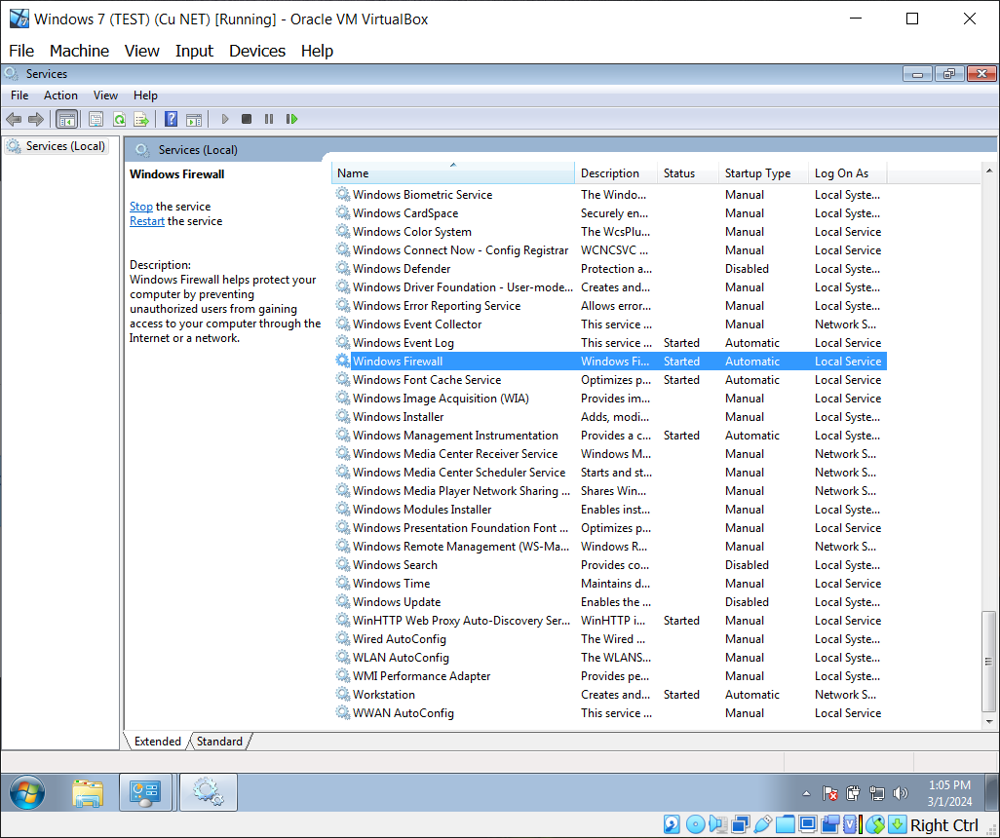 Windows 7 (TEST) (Cu NET) [Running] - Oracle VM VirtualBox
File Machine View Input Devices Help
Services
File Action View Help
Services (Local)
Services (Local)
Windows Firewall
Stop the service
Restart the service
Description:
Windows Firewall helps protect your
computer by preventing
unauthorized users from gaining
access to your computer through the
Internet or a network.
Name Description Status Startup Type Log On As
Windows Biometric Service The Windo... Manual Local Syste...
Windows CardSpace Securely en... Manual Local Syste...
Windows Color System The WcsPlu... Manual Local Service
Windows Connect Now - Config Registrar WCNCSVC ... Manual Local Service
Windows Defender Protection a... Disabled Local Syste...
Windows Driver Foundation - User-mode... Creates and... Manual Local Syste...
Windows Error Reporting Service Allows error... Manual Local Syste...
Windows Event Collector This service ... Manual Network S...
Windows Event Log This service ... Started Automatic Local Service
Windows Firewall Windows Fi... Started Automatic Local Service
Windows Font Cache Service Optimizes p... Started Automatic Local Service
Windows Image Acquisition (WIA) Provides im... Manual Local Service
Windows Installer Adds, modi... Manual Local Syste...
Windows Management Instrumentation Provides a c... Started Automatic Local Syste...
Windows Media Center Receiver Service Windows M... Manual Network S...
Windows Media Center Scheduler Service Starts and st... Manual Network S...
Windows Media Player Network Sharing ... Shares Win... Manual Network S...
Windows Modules Installer Enables inst... Manual Local Syste...
Windows Presentation Foundation Font ... Optimizes p... Manual Local Service
Windows Remote Management (WS-Ma... Windows R... Manual Network S...
Windows Search Provides co... Disabled Local Syste...
Windows Time Maintains d... Manual Local Service
Windows Update Enables the ... Disabled Local Syste...
WinHTTP Web Proxy Auto-Discovery Ser... WinHTTP i... Started Manual Local Service
Wired AutoConfig The Wired ... Manual Local Syste...
WLAN AutoConfig The WLANS... Manual Local Syste...
WMI Performance Adapter Provides pe... Manual Local Syste...
Workstation Creates and... Started Automatic Network S...
WWAN AutoConfig This service ... Manual Local Service
Extended Standard
1:05 PM
3/1/2024
Right Ctrl